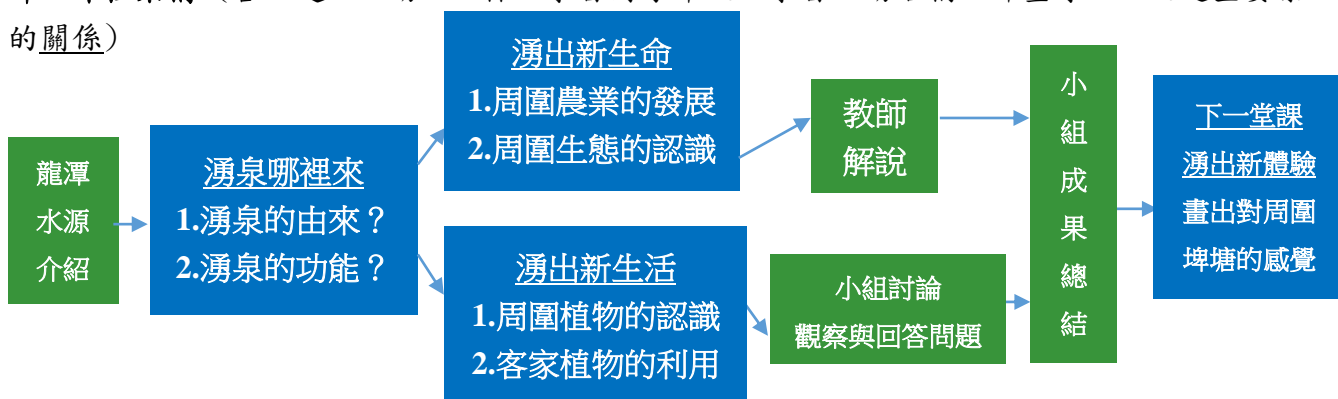 的關係）
龍潭
水源
介紹
湧泉哪裡來
1.湧泉的由來？
2.湧泉的功能？
湧出新生命
1.周圍農業的發展
2.周圍生態的認識
湧出新生活
1.周圍植物的認識
2.客家植物的利用
教師
解說
小組討論
觀察與回答問題
小
組
成
果
總
結
下一堂課
湧出新體驗
畫出對周圍
埤塘的感覺